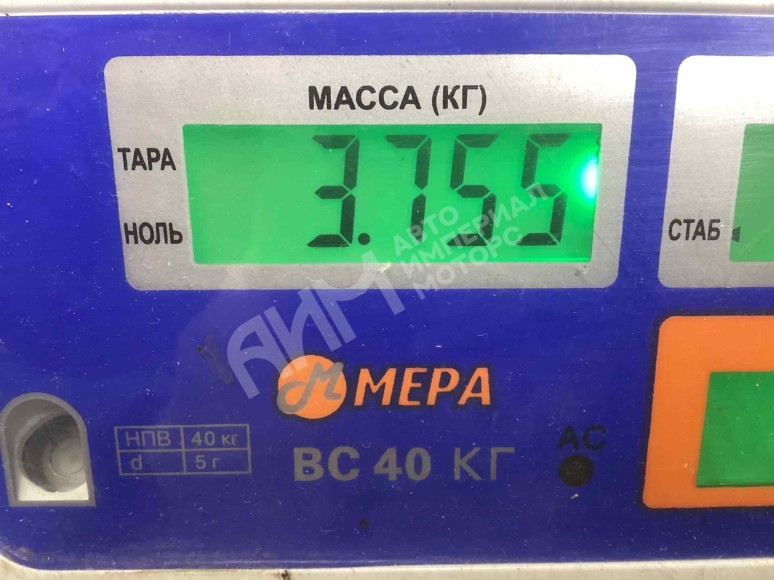 МАССА (КГ)
ТАРА
3.755
НОЛЬ
СТАБ
АИМ
АВТО
ИМПЕРИАЛ
МОТОРС
МЕРА
НПВ 40 кг
d 5 г
ВС 40 КГ
АС